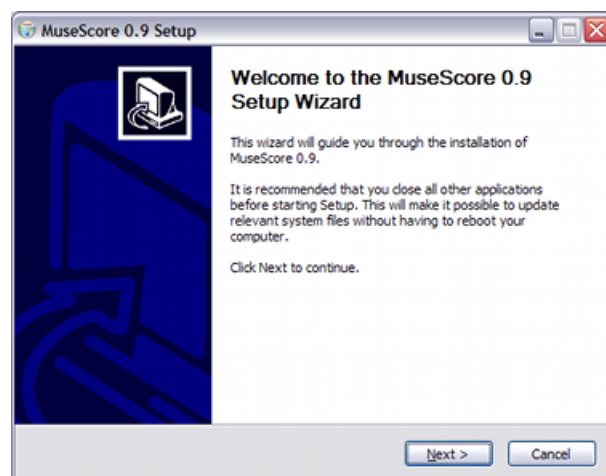 MuseScore 0.9 Setup
Welcome to the MuseScore 0.9
Setup Wizard
This wizard will guide you through the installation of
MuseScore 0.9.
It is recommended that you close all other applications
before starting Setup. This will make it possible to update
relevant system files without having to reboot your
computer.
Click Next to continue.
Next >
Cancel